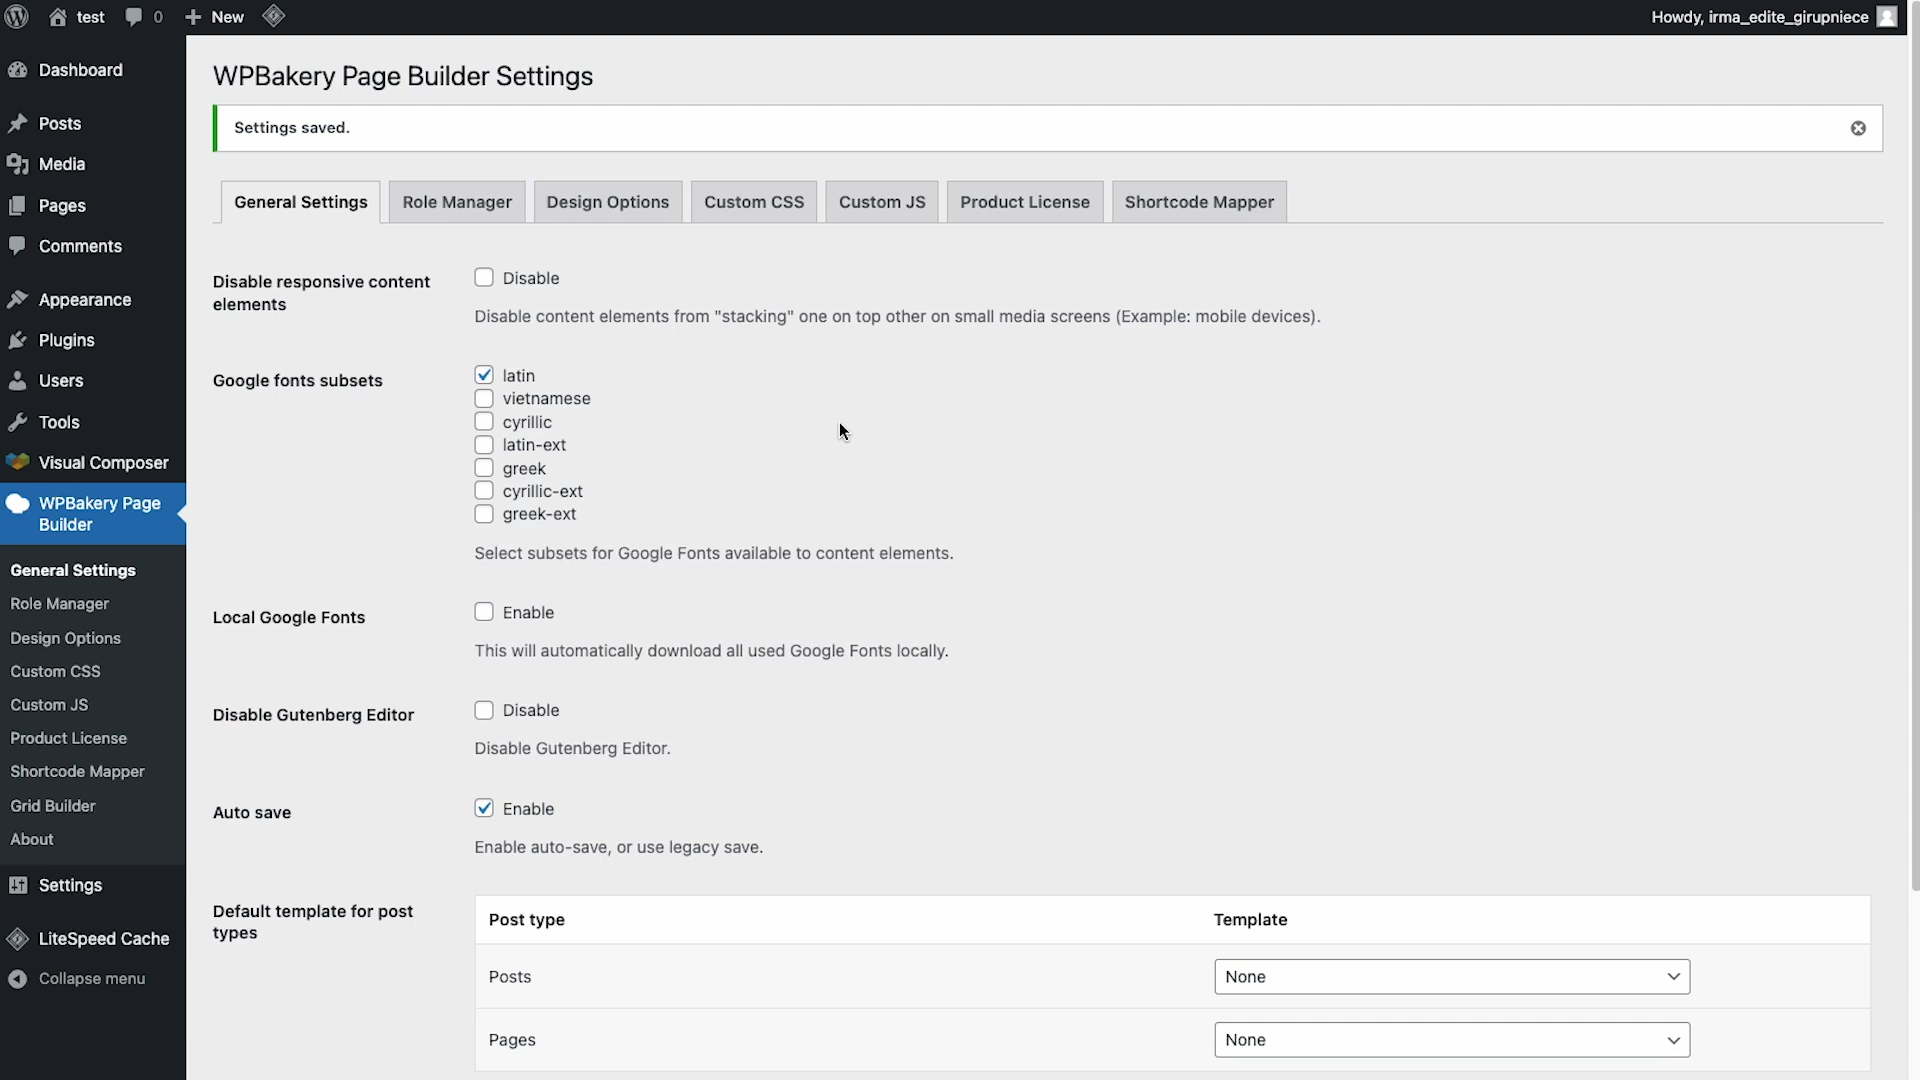 test
0
New
Howdy, irma_edite_girupniece
Dashboard
Posts
Media
Pages
Comments
Appearance
Plugins
Users
Tools
Visual Composer
WPBakery Page
Builder
General Settings
Role Manager
Design Options
Custom CSS
Custom JS
Product License
Shortcode Mapper
Grid Builder
About
Settings
LiteSpeed Cache
Collapse menu
WPBakery Page Builder Settings
Settings saved.
General Settings
Role Manager
Design Options
Custom CSS
Custom JS
Product License
Shortcode Mapper
Disable responsive content
elements
Disable
Disable content elements from "stacking" one on top other on small media screens (Example: mobile devices).
Google fonts subsets
latin
vietnamese
cyrillic
latin-ext
greek
cyrillic-ext
greek-ext
Select subsets for Google Fonts available to content elements.
Local Google Fonts
Enable
This will automatically download all used Google Fonts locally.
Disable Gutenberg Editor
Disable
Disable Gutenberg Editor.
Auto save
Enable
Enable auto-save, or use legacy save.
Default template for post
types
Post type
Template
Posts
None
Pages
None